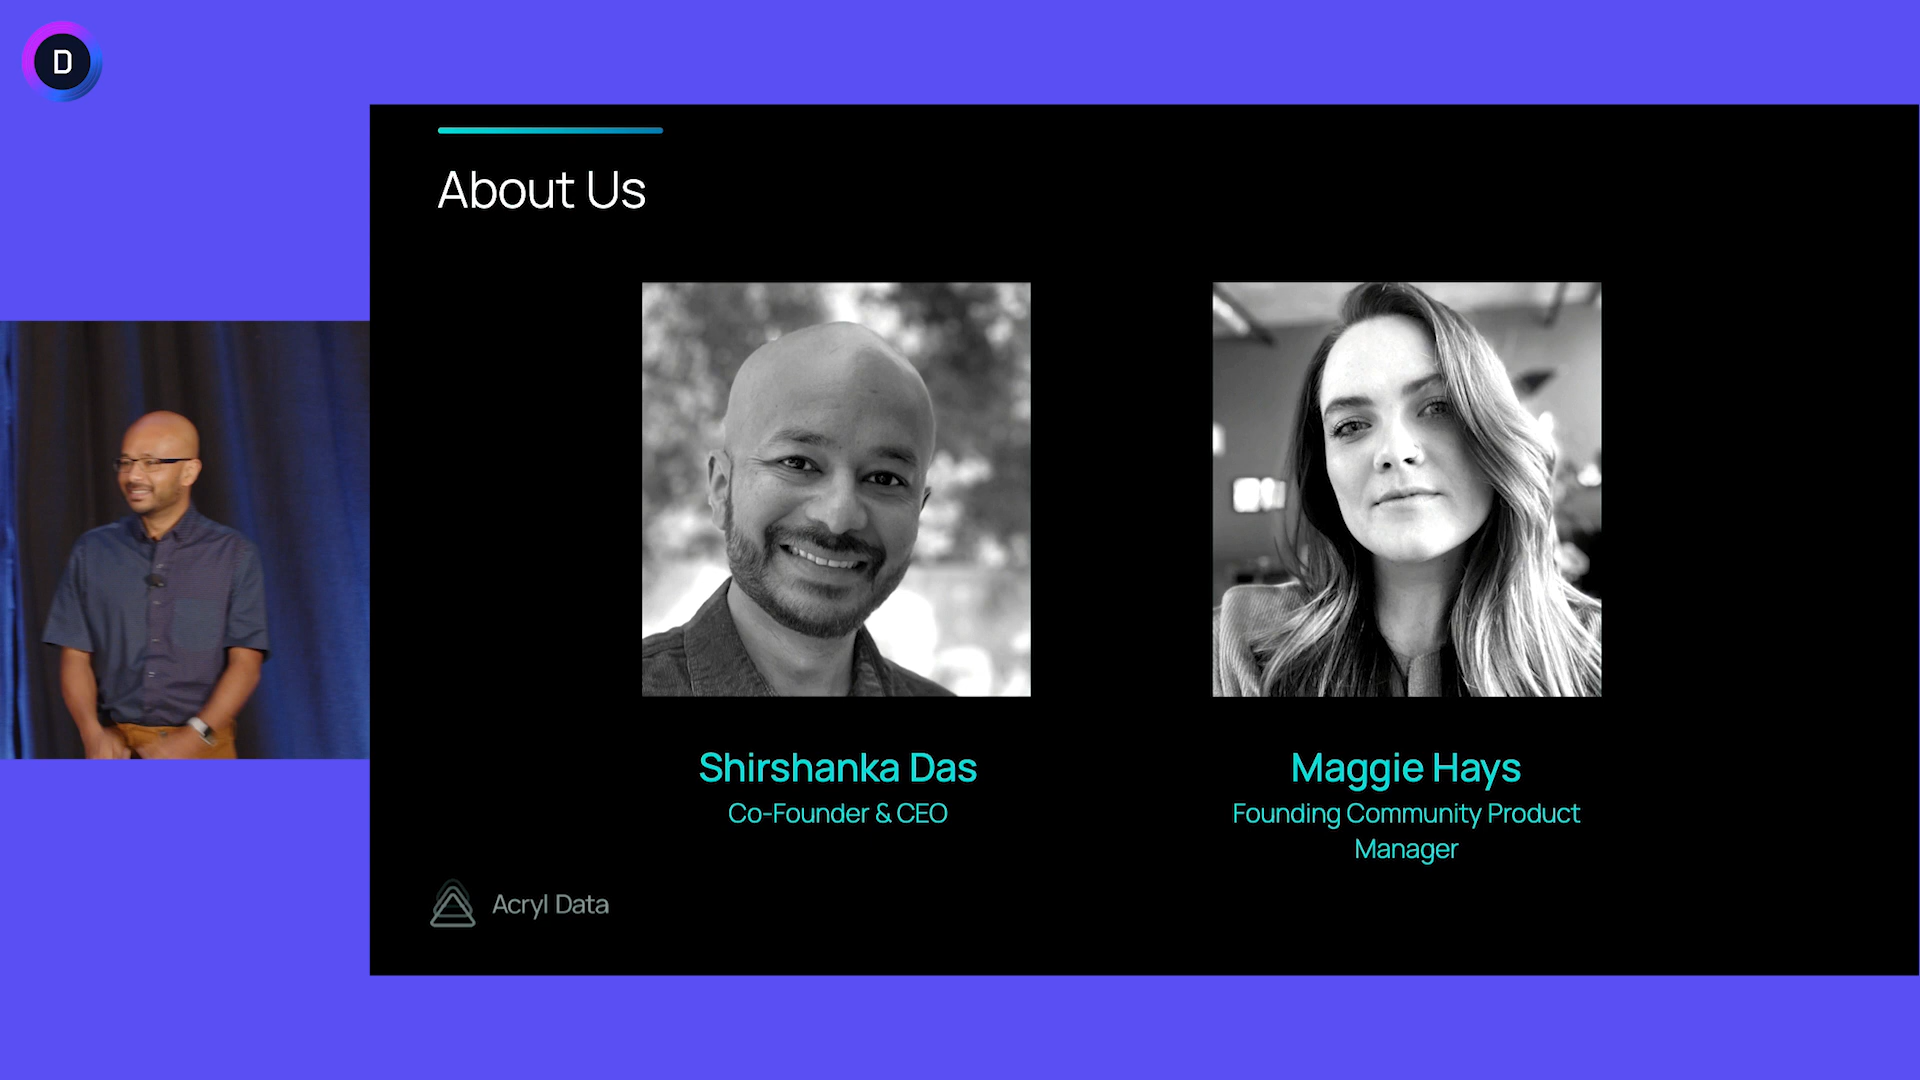 D
About Us
Shirshanka Das
Co-Founder & CEO
Maggie Hays
Founding Community Product
Manager
Acryl Data